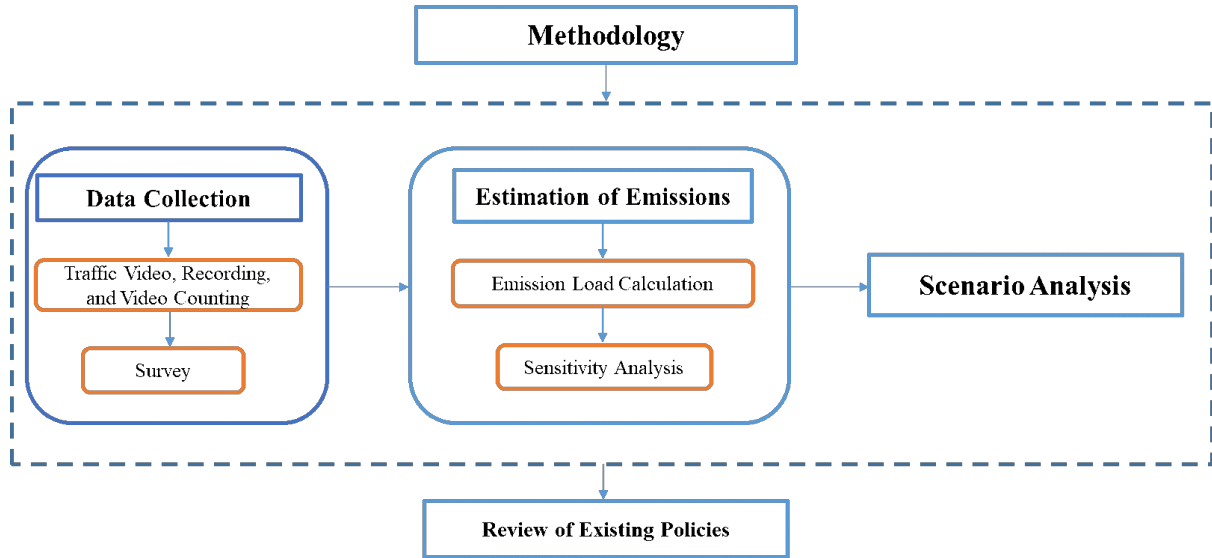 Methodology
Data Collection
Traffic Video, Recording,
and Video Counting
Survey
Estimation of Emissions
Emission Load Calculation
Sensitivity Analysis
Scenario Analysis
Review of Existing Policies